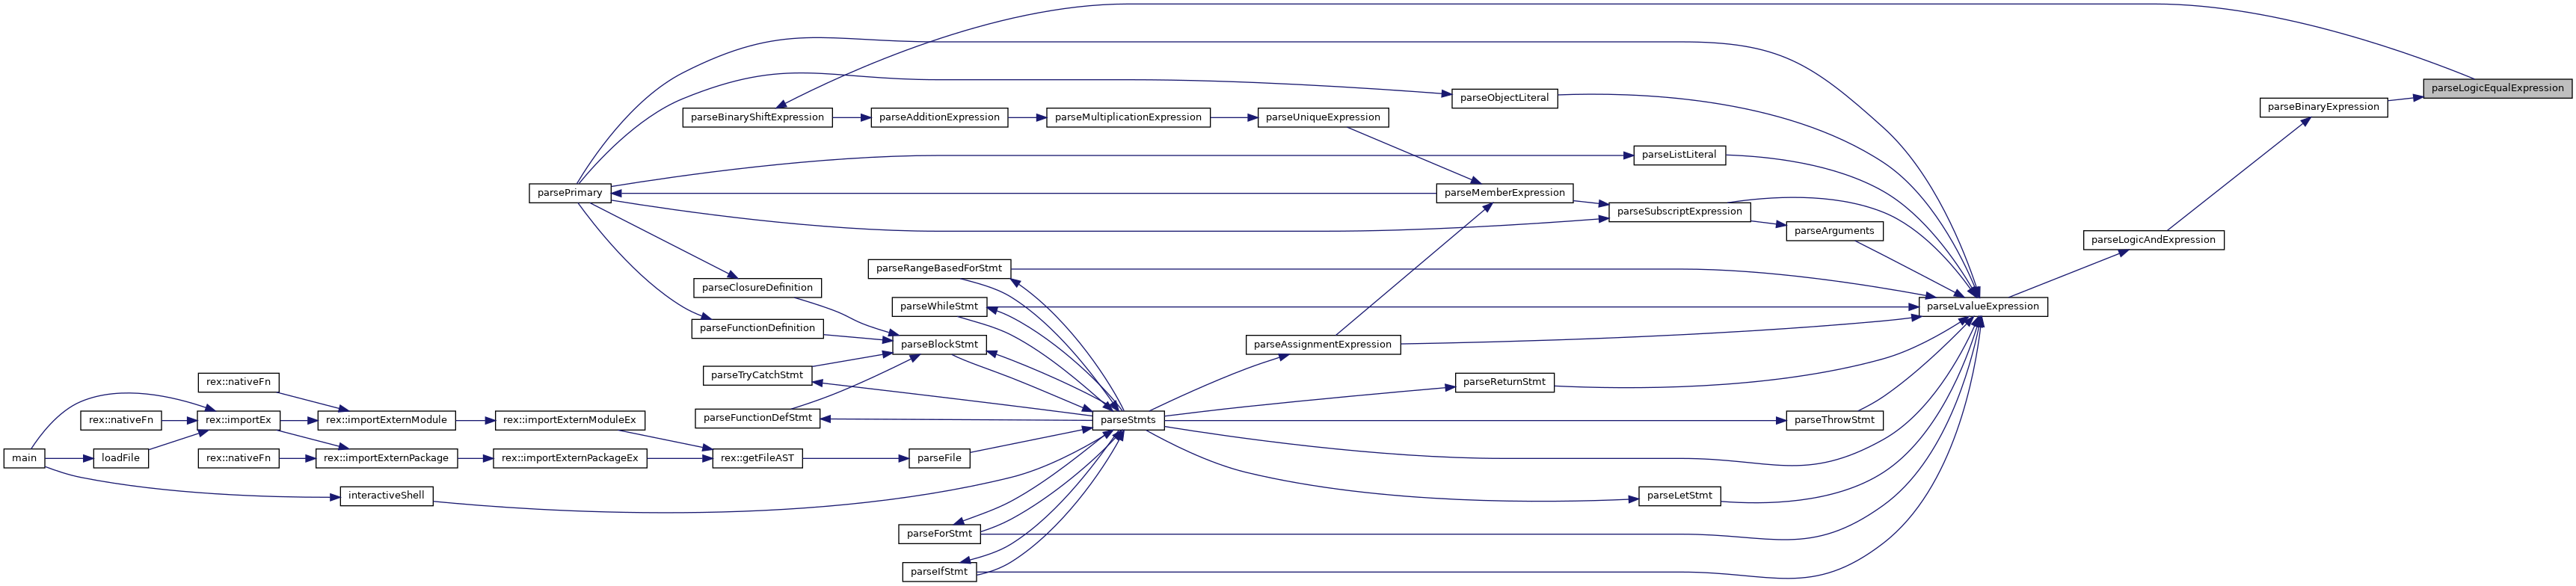 parseLogicEqualExpression
parseBinaryExpression
parseObjectLiteral
parseBinaryShiftExpression
parseAdditionExpression
parseMultiplicationExpression
parseUniqueExpression
parseListLiteral
parsePrimary
parseMemberExpression
parseSubscriptExpression
parseArguments
parseLogicAndExpression
parseRangeBasedForStmt
parseClosureDefinition
parseWhileStmt
parseLvalueExpression
parseFunctionDefinition
parseBlockStmt
parseAssignmentExpression
parseTryCatchStmt
rex::nativeFn
parseReturnStmt
parseFunctionDefStmt
rex::nativeFn
rex::importEx
rex::importExternModule
rex::importExternModuleEx
parseStmts
parseThrowStmt
main
loadFile
rex::nativeFn
rex::importExternPackage
rex::importExternPackageEx
rex::getFileAST
parseFile
interactiveShell
parseLetStmt
parseForStmt
parseIfStmt